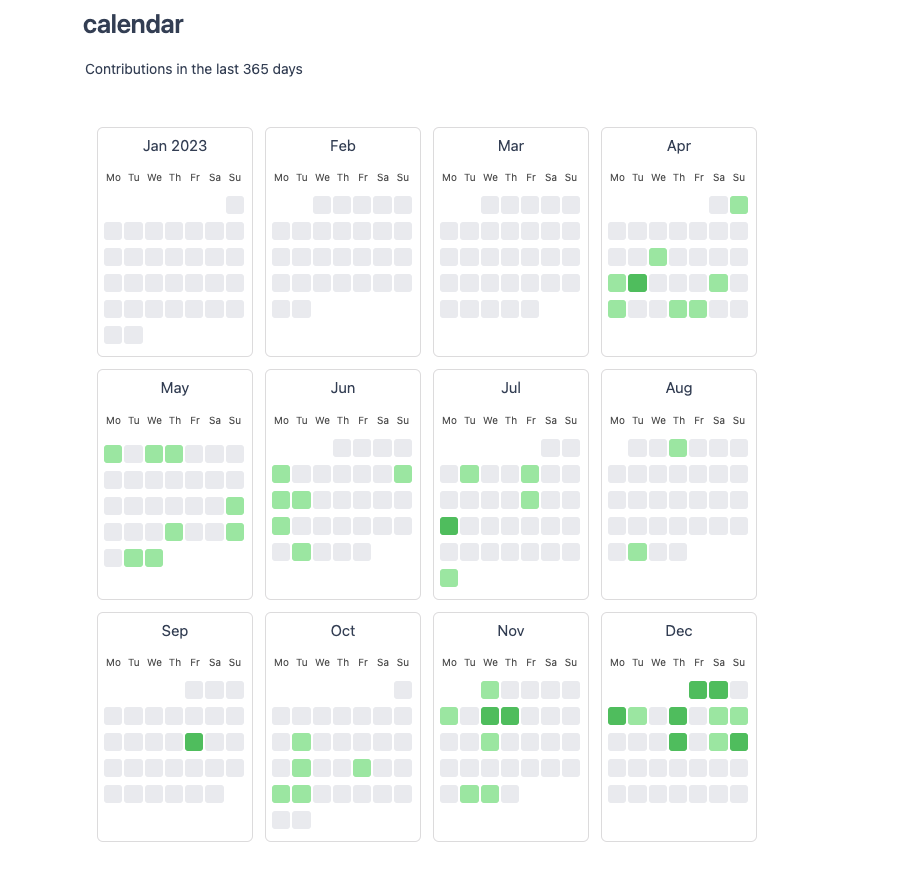 calendar
Contributions in the last 365 days
Jan 2023
Mo Tu We Th Fr Sa Su
Feb
Mo Tu We Th Fr Sa Su
Mar
Mo Tu We Th Fr Sa Su
Apr
Mo Tu We Th Fr Sa Su
May
Mo Tu We Th Fr Sa Su
Jun
Mo Tu We Th Fr Sa Su
Jul
Mo Tu We Th Fr Sa Su
Aug
Mo Tu We Th Fr Sa Su
Sep
Mo Tu We Th Fr Sa Su
Oct
Mo Tu We Th Fr Sa Su
Nov
Mo Tu We Th Fr Sa Su
Dec
Mo Tu We Th Fr Sa Su